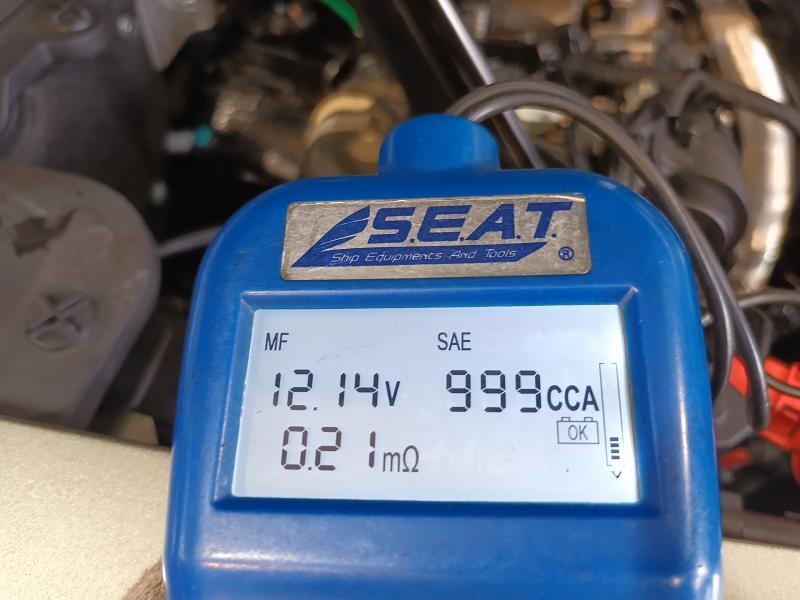 S.E.A.T.
Ship Equipments And Tools ®
MF SAE
12.14V 999CCA
OK
0.21mΩ